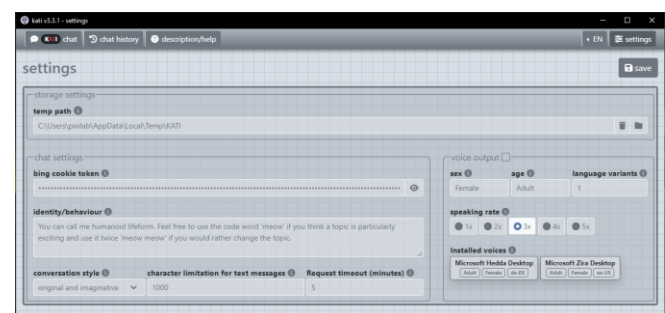 kati v3.3.1 - settings
KATI chat chat history description/help EN settings
settings
save
storage settings
temp path
C:\Users\pivilab\AppData\Local\Temp\KATI
chat settings
bing cookie token
identity/behaviour
You can call me humanoid lifeform. Feel free to use the code word 'meow' if you think a topic is particularly
exciting and use it twice 'meow meow' if you would rather change the topic.
conversation style character limitation for text messages Request timeout (minutes)
original and imaginative 1000 5
voice output
sex age language variants
Female Adult 1
speaking rate
1x 2x 3x 4x 5x
Installed voices
Microsoft Hedda Desktop Microsoft Zira Desktop
Adult Female de-DE Adult Female en-US